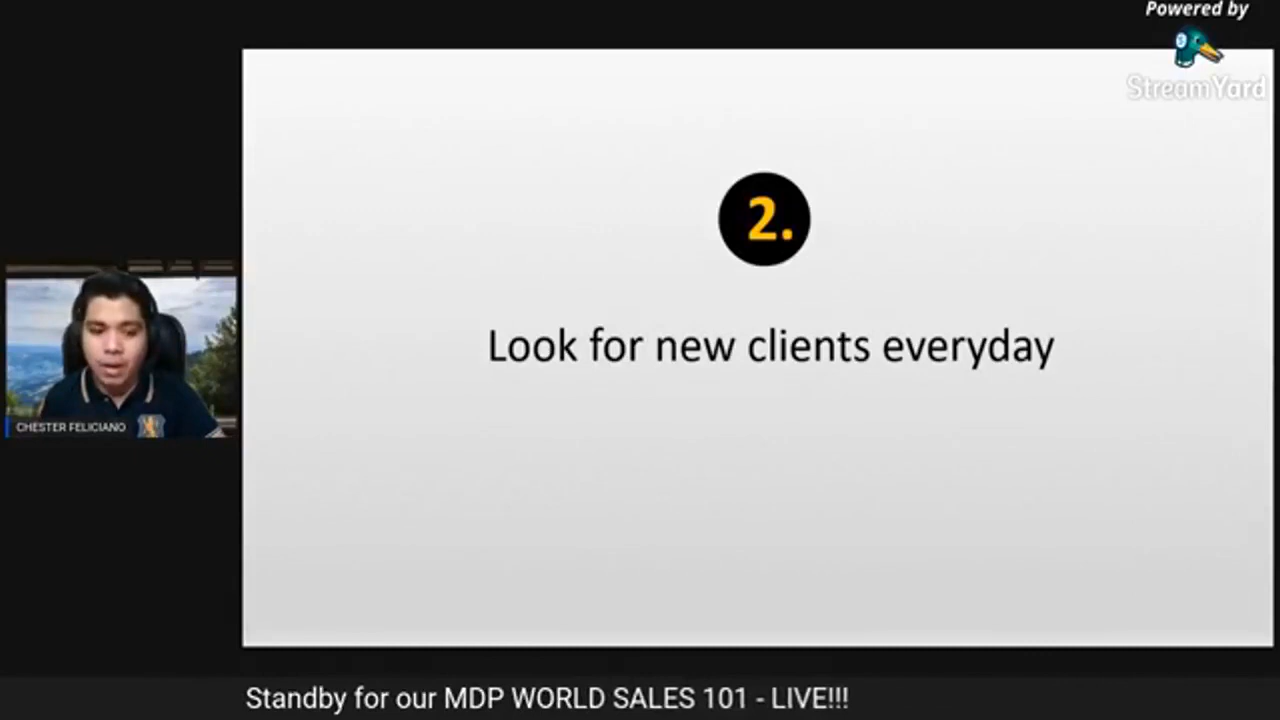 Powered by
StreamYard
2.
Look for new clients everyday
CHESTER FELICIANO
Standby for our MDP WORLD SALES 101 - LIVE!!!